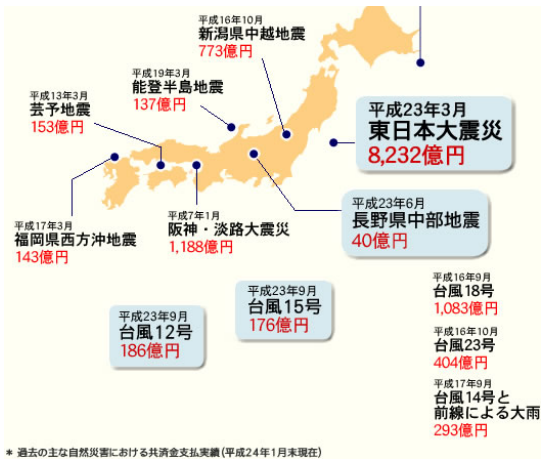 平成16年10月
新潟県中越地震
773億円
平成19年3月
能登半島地震
137億円
平成13年3月
芸予地震
153億円
平成23年3月
東日本大震災
8,232億円
平成17年3月
福岡県西方沖地震
143億円
平成7年1月
阪神・淡路大震災
1,188億円
平成23年6月
長野県中部地震
40億円
平成23年9月
台風12号
186億円
平成23年9月
台風15号
176億円
平成16年9月
台風18号
1,083億円
平成16年10月
台風23号
404億円
平成17年9月
台風14号と
前線による大雨
293億円
* 過去の主な自然災害における共済金支払実績(平成24年1月末現在)